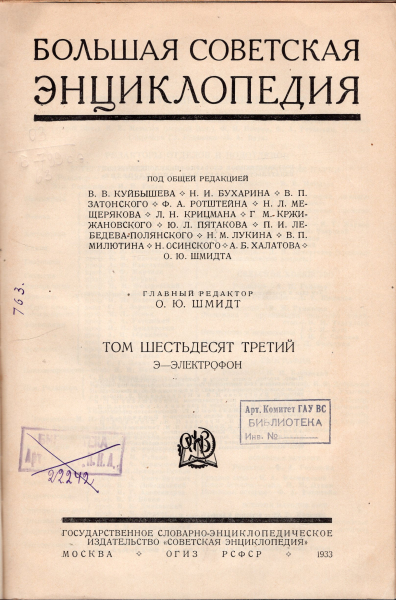 БОЛЬШАЯ СОВЕТСКАЯ
ЭНЦИКЛОПЕДИЯ
ПОД ОБЩЕЙ РЕДАКЦИЕЙ
В. В. КУЙБЫШЕВА ✧ Н. И. БУХАРИНА ✧ В. П.
ЗАТОНСКОГО ✧ Ф. А. РОТШТЕЙНА ✧ Н. Л. МЕ-
ЩЕРЯКОВА ✧ Л. Н. КРИЦМАНА ✧ Г М. КРЖИ-
ЖАНОВСКОГО ✧ Ю. Л. ПЯТАКОВА ✧ П. И. ЛЕ-
БЕДЕВА-ПОЛЯНСКОГО ✧ Н. М. ЛУКИНА ✧ В. П.
МИЛЮТИНА ✧ Н. ОСИНСКОГО ✧ А. Б. ХАЛАТОВА ✧
О. Ю. ШМИДТА
ГЛАВНЫЙ РЕДАКТОР
О. Ю. ШМИДТ
763.
ТОМ ШЕСТЬДЕСЯТ ТРЕТИЙ
Э—ЭЛЕКТРОФОН
Арт. Комитет ГАУ ВС
БИБЛИОТЕКА
Инв. №
22242
ГОСУДАРСТВЕННОЕ СЛОВАРНО-ЭНЦИКЛОПЕДИЧЕСКОЕ
ИЗДАТЕЛЬСТВО «СОВЕТСКАЯ ЭНЦИКЛОПЕДИЯ»
МОСКВА ✧ ОГИЗ РСФСР ✧ 1933